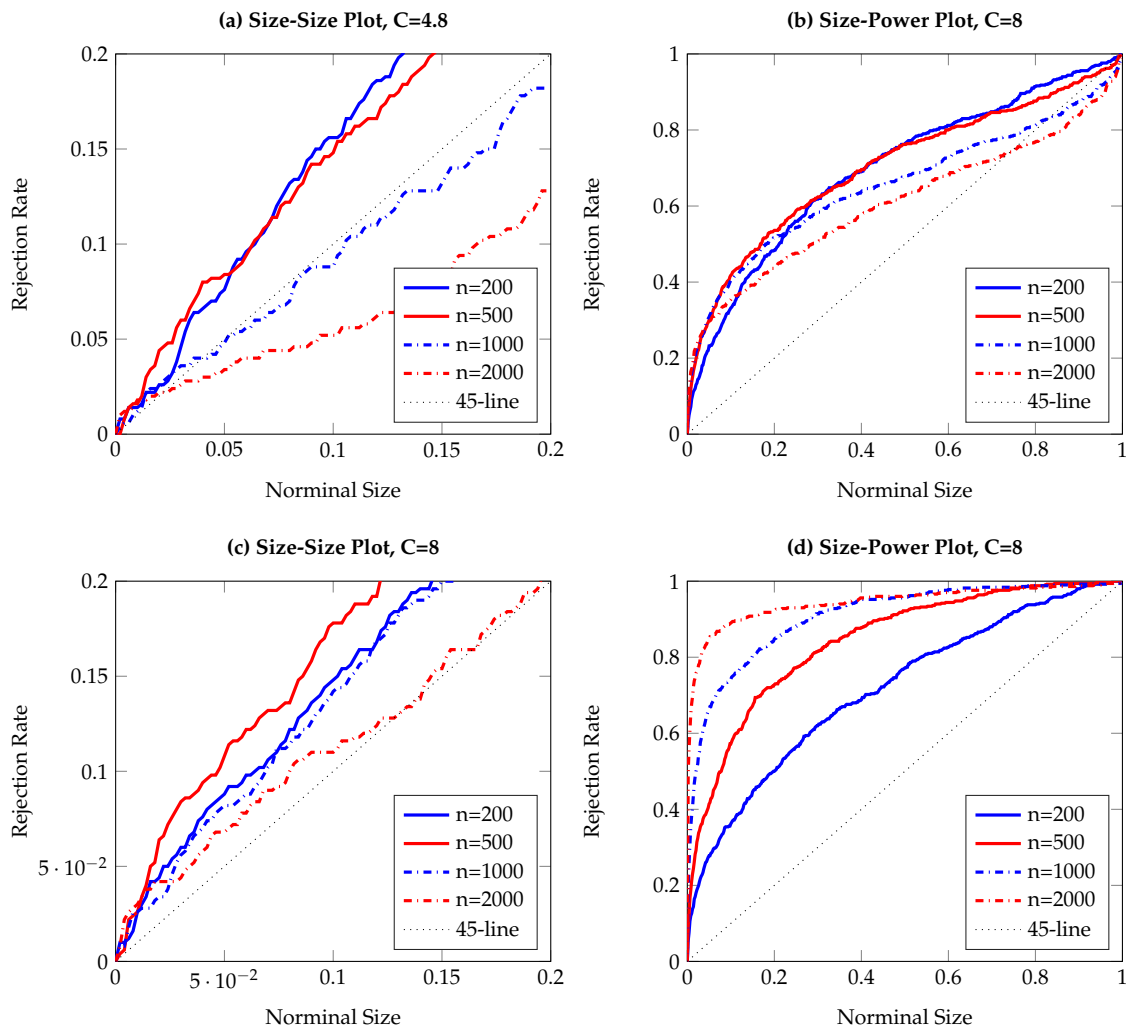 (a) Size-Size Plot, C=4.8
0.2
0.15
0.1
0.05
0
Rejection Rate
0
0.05
0.1
0.15
0.2
Norminal Size
n=200
n=500
n=1000
n=2000
45-line
(b) Size-Power Plot, C=8
1
0.8
0.6
0.4
0.2
0
Rejection Rate
0
0.2
0.4
0.6
0.8
1
Norminal Size
n=200
n=500
n=1000
n=2000
45-line
(c) Size-Size Plot, C=8
0.2
0.15
0.1
5 · 10⁻²
0
Rejection Rate
0
5 · 10⁻²
0.1
0.15
0.2
Norminal Size
n=200
n=500
n=1000
n=2000
45-line
(d) Size-Power Plot, C=8
1
0.8
0.6
0.4
0.2
0
Rejection Rate
0
0.2
0.4
0.6
0.8
1
Norminal Size
n=200
n=500
n=1000
n=2000
45-line